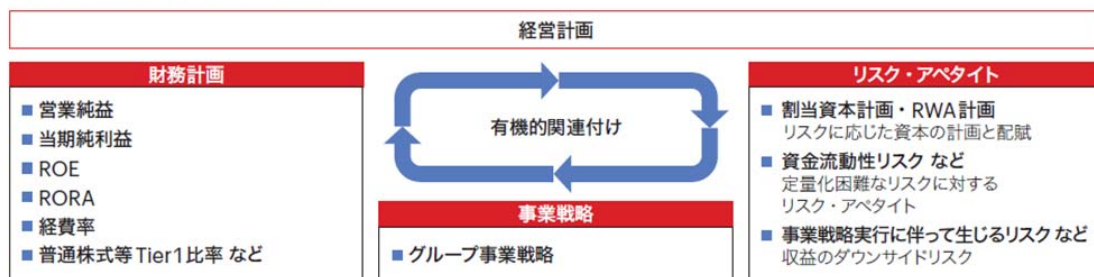 経営計画
財務計画
■ 営業純益
■ 当期純利益
■ ROE
■ RORA
■ 経費率
■ 普通株式等Tier1比率 など
有機的関連付け
事業戦略
■ グループ事業戦略
リスク・アペタイト
■ 割当資本計画・RWA計画
リスクに応じた資本の計画と配賦
■ 資金流動性リスク など
定量化困難なリスクに対する
リスク・アペタイト
■ 事業戦略実行に伴って生じるリスク など
収益のダウンサイドリスク